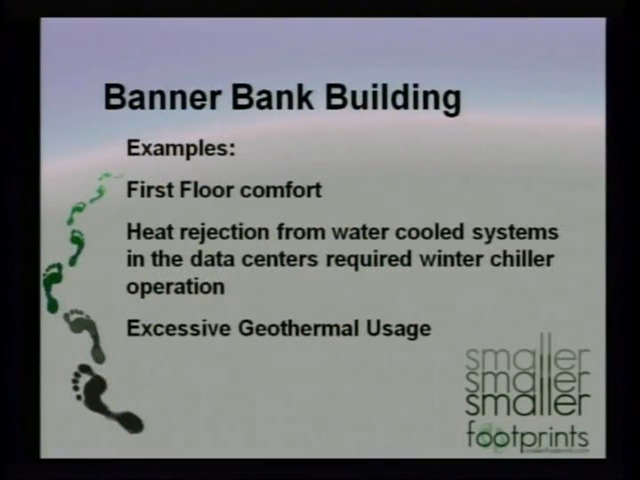 Banner Bank Building
Examples:
First Floor comfort
Heat rejection from water cooled systems
in the data centers required winter chiller
operation
Excessive Geothermal Usage
smaller
smaller
smaller
footprints